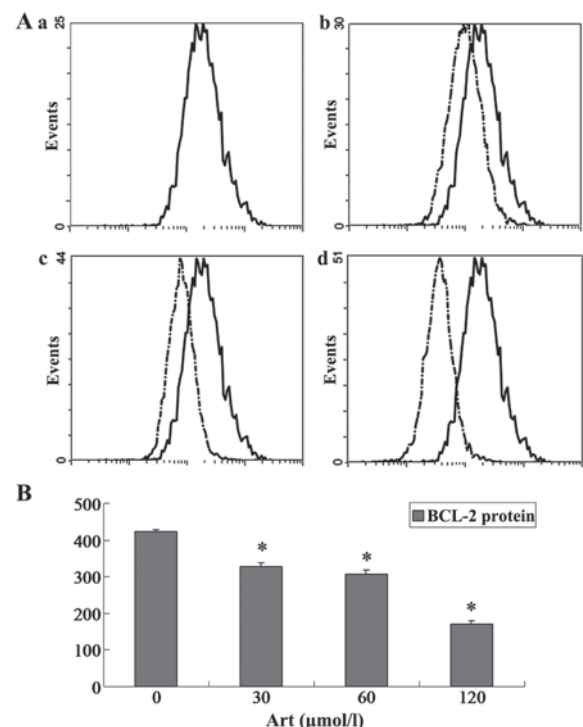 A a
25
Events
0
b
30
Events
0
c
44
Events
0
d
51
Events
0
B
500
400
300
200
100
0
BCL-2 protein
*
*
*
0 30 60 120
Art (μmol/l)